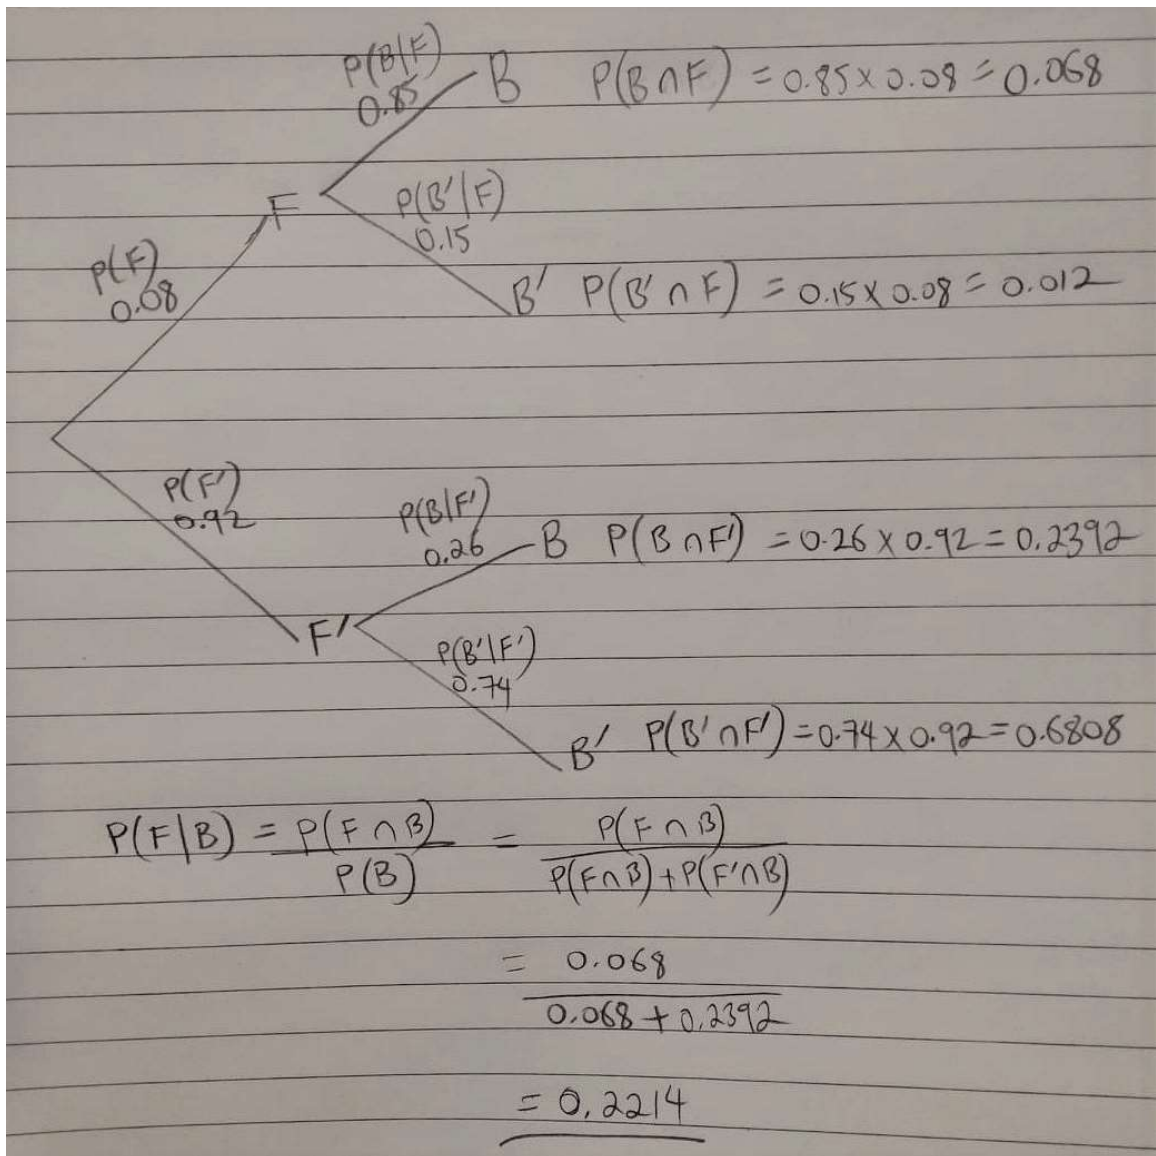 P(B|F)
0.85
B P(B∩F) = 0.85×0.08 = 0.068
F
P(B'|F)
0.15
P(F)
0.08
B' P(B'∩F) = 0.15×0.08 = 0.012
P(F')
0.92
P(B|F')
0.26
B P(B∩F') = 0.26×0.92 = 0.2392
F'
P(B'|F')
0.74
B' P(B'∩F') = 0.74×0.92 = 0.6808
P(F|B) = P(F∩B) = P(F∩B)
P(B) P(F∩B)+P(F'∩B)
= 0.068
0.068 + 0.2392
= 0.2214